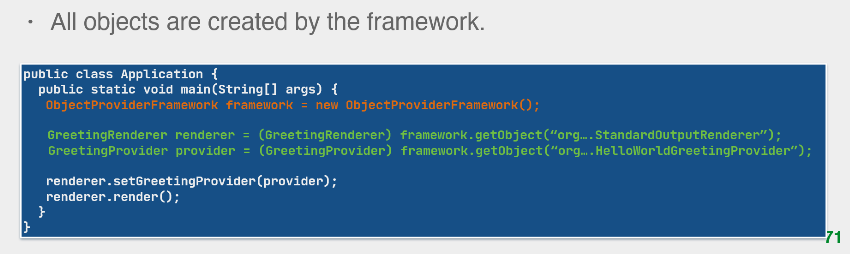 · All objects are created by the framework.
public class Application {
public static void main(String[] args) {
ObjectProviderFramework framework = new ObjectProviderFramework();
GreetingRenderer renderer = (GreetingRenderer) framework.getObject(“org….StandardOutputRenderer”);
GreetingProvider provider = (GreetingProvider) framework.getObject(“org….HelloWorldGreetingProvider”);
renderer.setGreetingProvider(provider);
renderer.render();
}
}
71